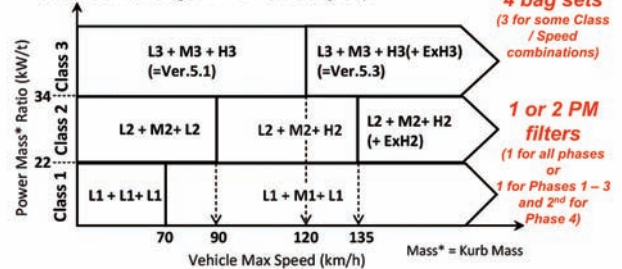 4 bag sets
(3 for some Class
/ Speed
combinations)
Power Mass* Ratio (kW/t)
Class 3
L3 + M3 + H3
(=Ver.5.1)
L3 + M3 + H3(+ ExH3)
(=Ver.5.3)
34
Class 2
L2 + M2+ L2
L2 + M2+ H2
L2 + M2+ H2
(+ ExH2)
1 or 2 PM
filters
(1 for all phases
or
1 for Phases 1 – 3
and 2nd for
Phase 4)
22
Class 1
L1 + L1+ L1
L1 + M1+ L1
70
90
120
135
Mass* = Kurb Mass
Vehicle Max Speed (km/h)